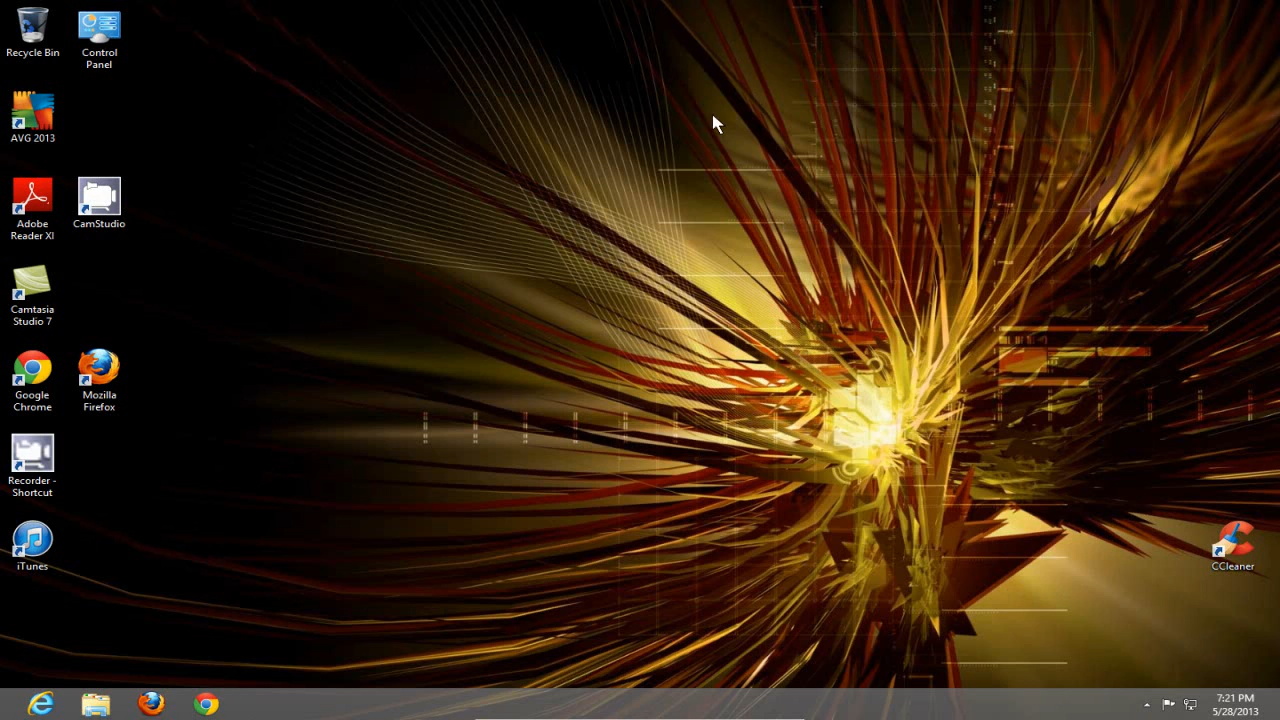 Recycle Bin
Control
Panel
AVG 2013
Adobe
Reader XI
CamStudio
Camtasia
Studio 7
Google
Chrome
Mozilla
Firefox
Recorder -
Shortcut
iTunes
CCleaner
7:21 PM
5/28/2013